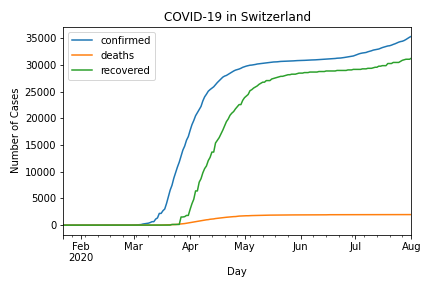 COVID-19 in Switzerland
confirmed
deaths
recovered
Number of Cases
35000
30000
25000
20000
15000
10000
5000
0
Feb
2020
Mar
Apr
May
Jun
Jul
Aug
Day